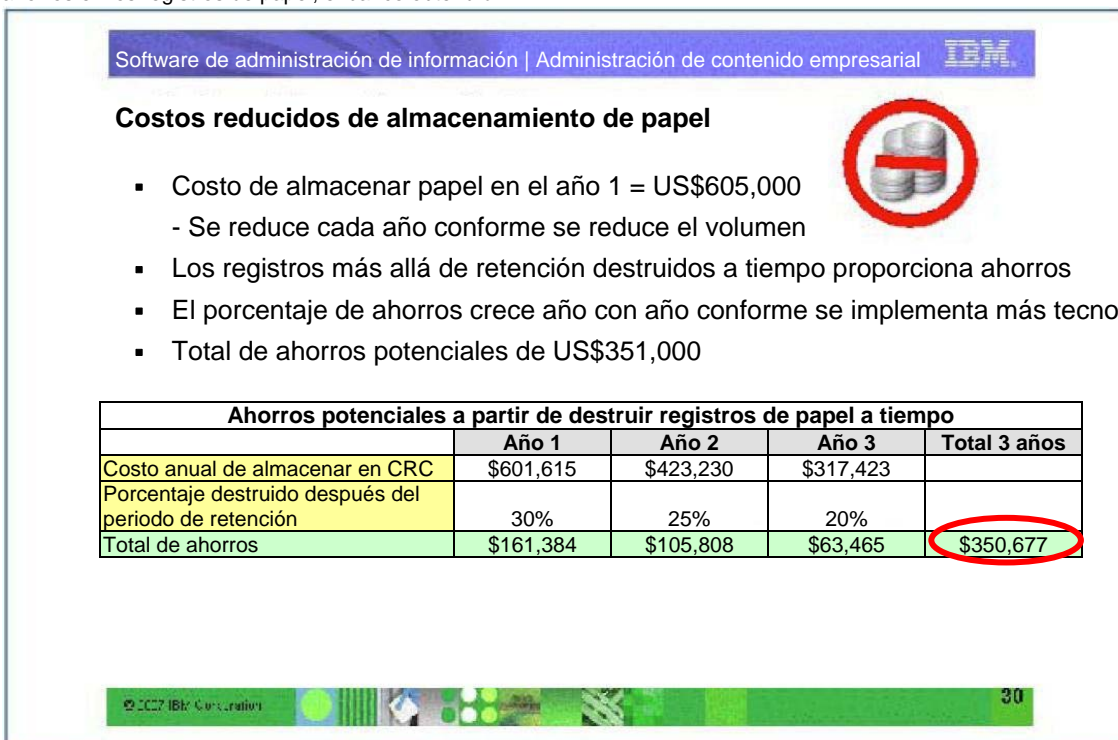 Software de administración de información | Administración de contenido empresarial IBM.
Costos reducidos de almacenamiento de papel
▪ Costo de almacenar papel en el año 1 = US$605,000
- Se reduce cada año conforme se reduce el volumen
▪ Los registros más allá de retención destruidos a tiempo proporciona ahorros
▪ El porcentaje de ahorros crece año con año conforme se implementa más tecno
▪ Total de ahorros potenciales de US$351,000
Ahorros potenciales a partir de destruir registros de papel a tiempo
Año 1 Año 2 Año 3 Total 3 años
Costo anual de almacenar en CRC $601,615 $423,230 $317,423
Porcentaje destruido después del
periodo de retención 30% 25% 20%
Total de ahorros $161,384 $105,808 $63,465 $350,677
© 2007 IBM Corporation 30